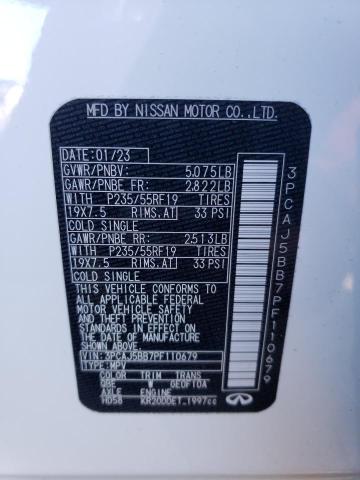 MFD BY NISSAN MOTOR CO.,LTD.
DATE: 01/23
GVWR/PNBV: 5,075LB
GAWR/PNBE FR: 2,822LB
WITH P235/55RF19 TIRES
19X7.5 RIMS.AT 33 PSI
COLD SINGLE
GAWR/PNBE RR: 2,513LB
WITH P235/55RF19 TIRES
19X7.5 RIMS.AT 33 PSI
COLD SINGLE
THIS VEHICLE CONFORMS TO
ALL APPLICABLE FEDERAL
MOTOR VEHICLE SAFETY
STANDARDS IN EFFECT ON THE
DATE OF MANUFACTURE
SHOWN ABOVE
VIN: 3PCAJ5BB7PF110679
TYPE: MPV
COLOR TRIM TRANS
QBE W GE0F10A
AXLE ENGINE
HD58 KR20DDET 1997cc
3PCAJ5BB7PF110679